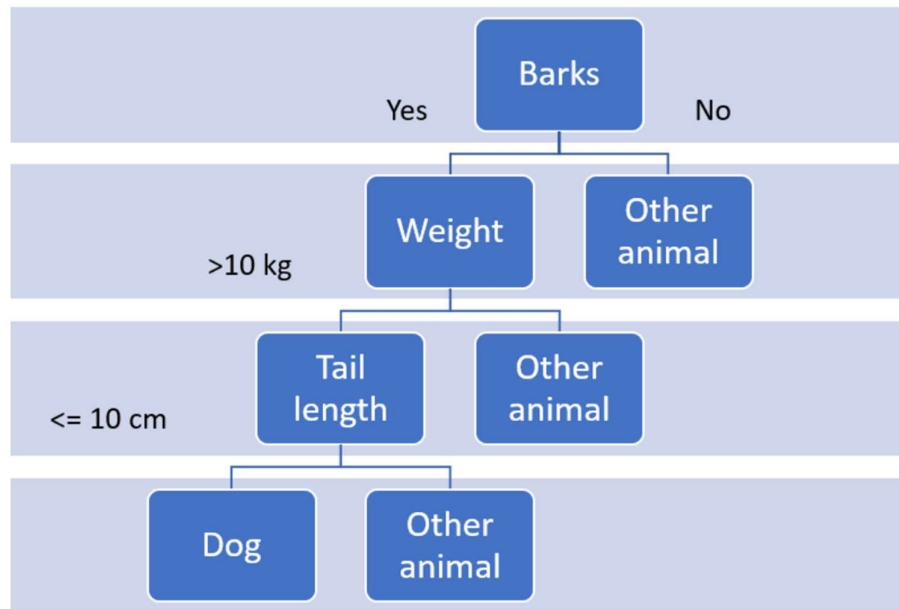 Barks
Yes
No
Weight
Other
animal
>10 kg
Tail
length
Other
animal
<= 10 cm
Dog
Other
animal